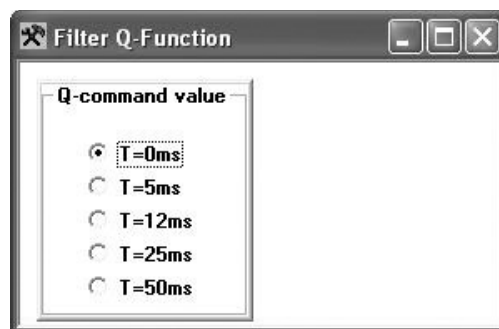 Filter Q-Function
Q-command value
T=0ms
T=5ms
T=12ms
T=25ms
T=50ms